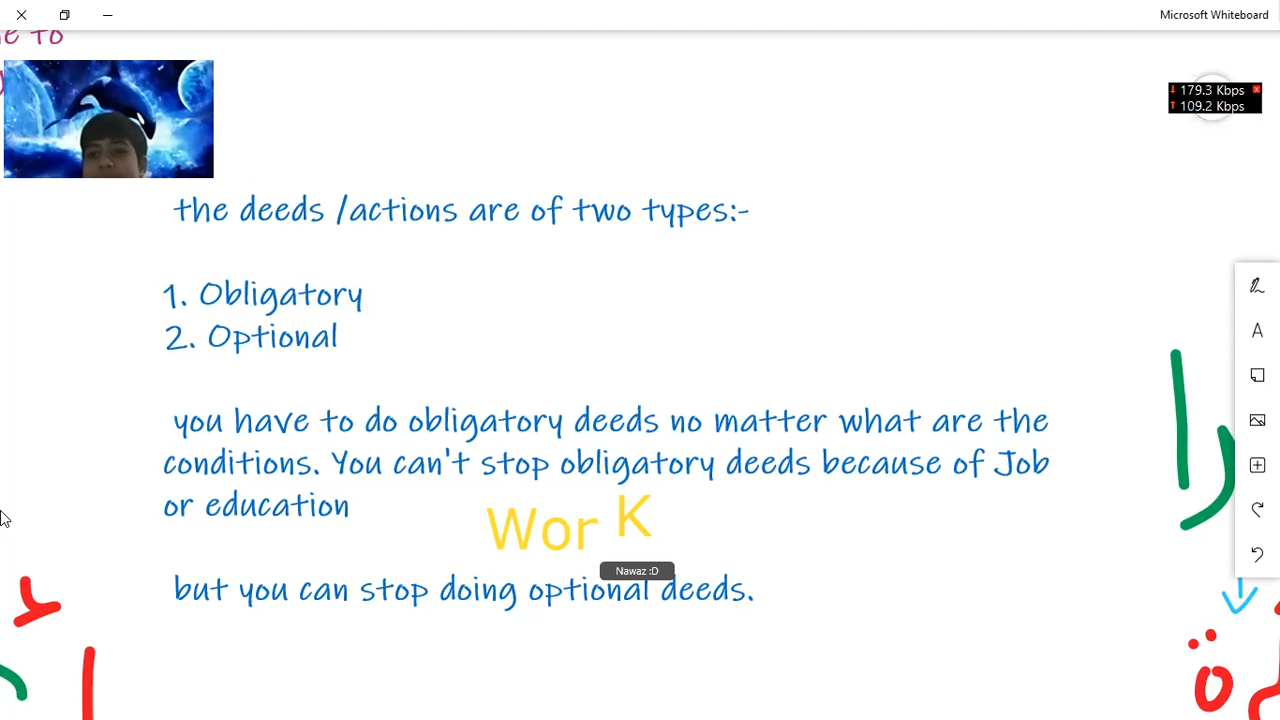 Microsoft Whiteboard
to
179.3 Kbps
109.2 Kbps
the deeds /actions are of two types:-
1. Obligatory
2. Optional
you have to do obligatory deeds no matter what are the
conditions. You can't stop obligatory deeds because of Job
or education
Wor K
Nawaz :D
but you can stop doing optional deeds.